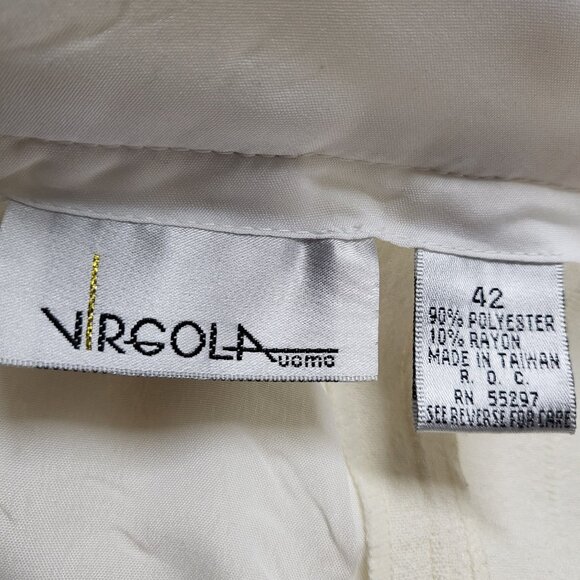 VIRGOLA
uomo
42
90% POLYESTER
10% RAYON
MADE IN TAIWAN
R. O. C.
RN 55297
SEE REVERSE FOR CARE